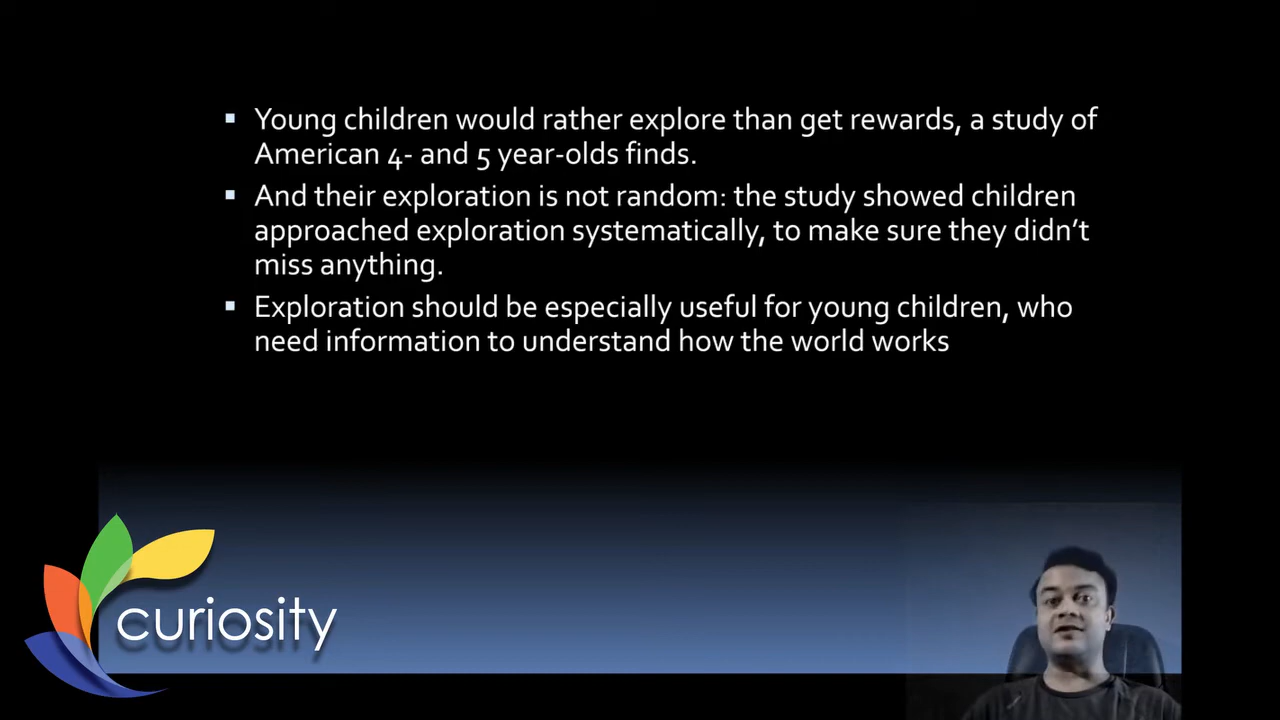 Young children would rather explore than get rewards, a study of
American 4- and 5 year-olds finds.
And their exploration is not random: the study showed children
approached exploration systematically, to make sure they didn't
miss anything.
Exploration should be especially useful for young children, who
need information to understand how the world works
curiosity